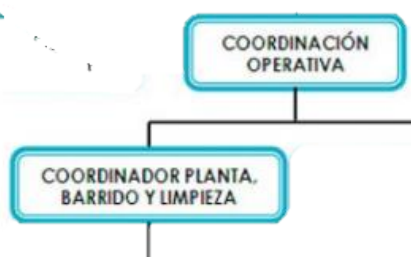 COORDINACIÓN
OPERATIVA
COORDINADOR PLANTA,
BARRIDO Y LIMPIEZA